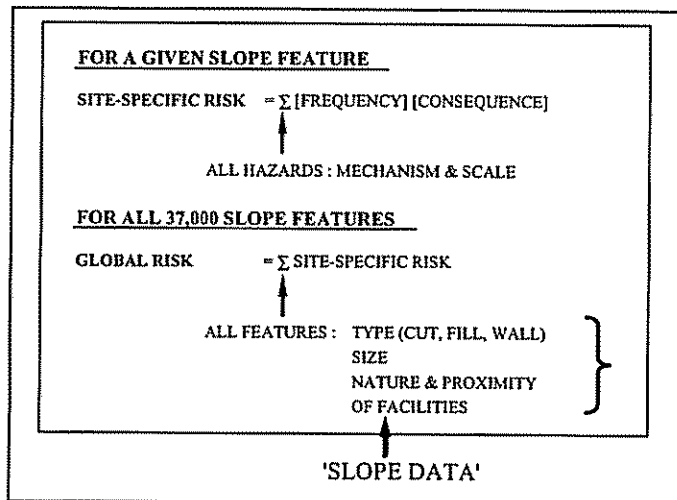 FOR A GIVEN SLOPE FEATURE
SITE-SPECIFIC RISK = Σ [FREQUENCY] [CONSEQUENCE]
ALL HAZARDS : MECHANISM & SCALE
FOR ALL 37,000 SLOPE FEATURES
GLOBAL RISK = Σ SITE-SPECIFIC RISK
ALL FEATURES : TYPE (CUT, FILL, WALL)
SIZE
NATURE & PROXIMITY
OF FACILITIES
'SLOPE DATA'